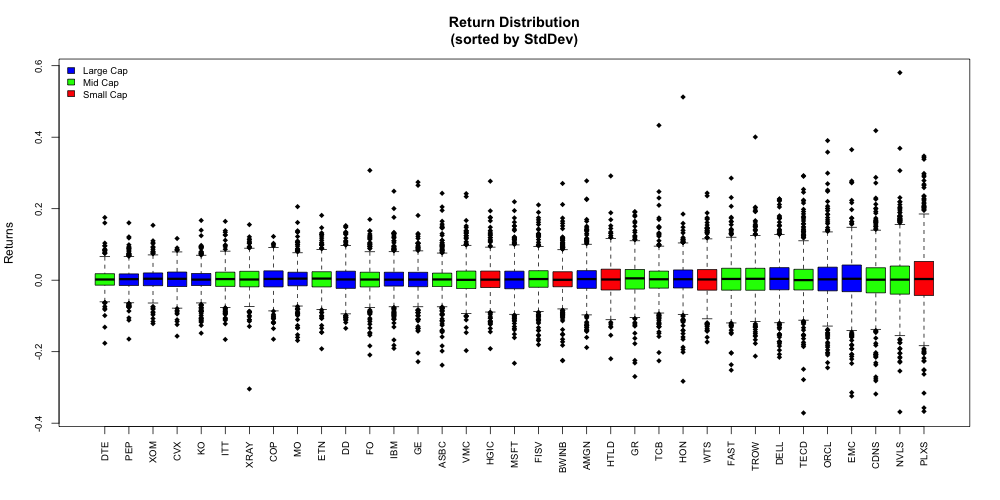 Return Distribution
(sorted by StdDev)
Large Cap
Mid Cap
Small Cap
Returns
0.6
0.4
0.2
0.0
-0.2
-0.4
DTE PEP XOM CVX KO ITT XRAY COP MO ETN DD FO IBM GE ASBC VMC HGIC MSFT FISV BWINB AMGN HTLD GR TCB HON WTS FAST TROW DELL TECD ORCL EMC CDNS NVLS PLXS